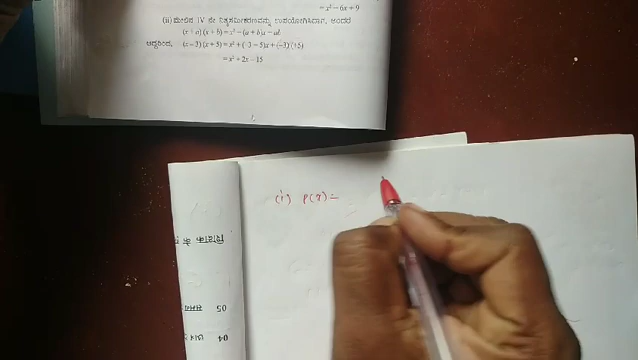 = x² – 6x + 9
(ii) ಮೇಲಿನ IV ನೇ ನಿತ್ಯಸಮೀಕರಣವನ್ನು ಉಪಯೋಗಿಸಿದಾಗ, ಅಂದರೆ
(x + a) (x + b) = x² + (a + b)x + ab
ಆದ್ದರಿಂದ, (x – 3) (x + 5) = x² + (–3 + 5)x + (–3) (+5)
= x² + 2x – 15
(i) P(x) =
05
04